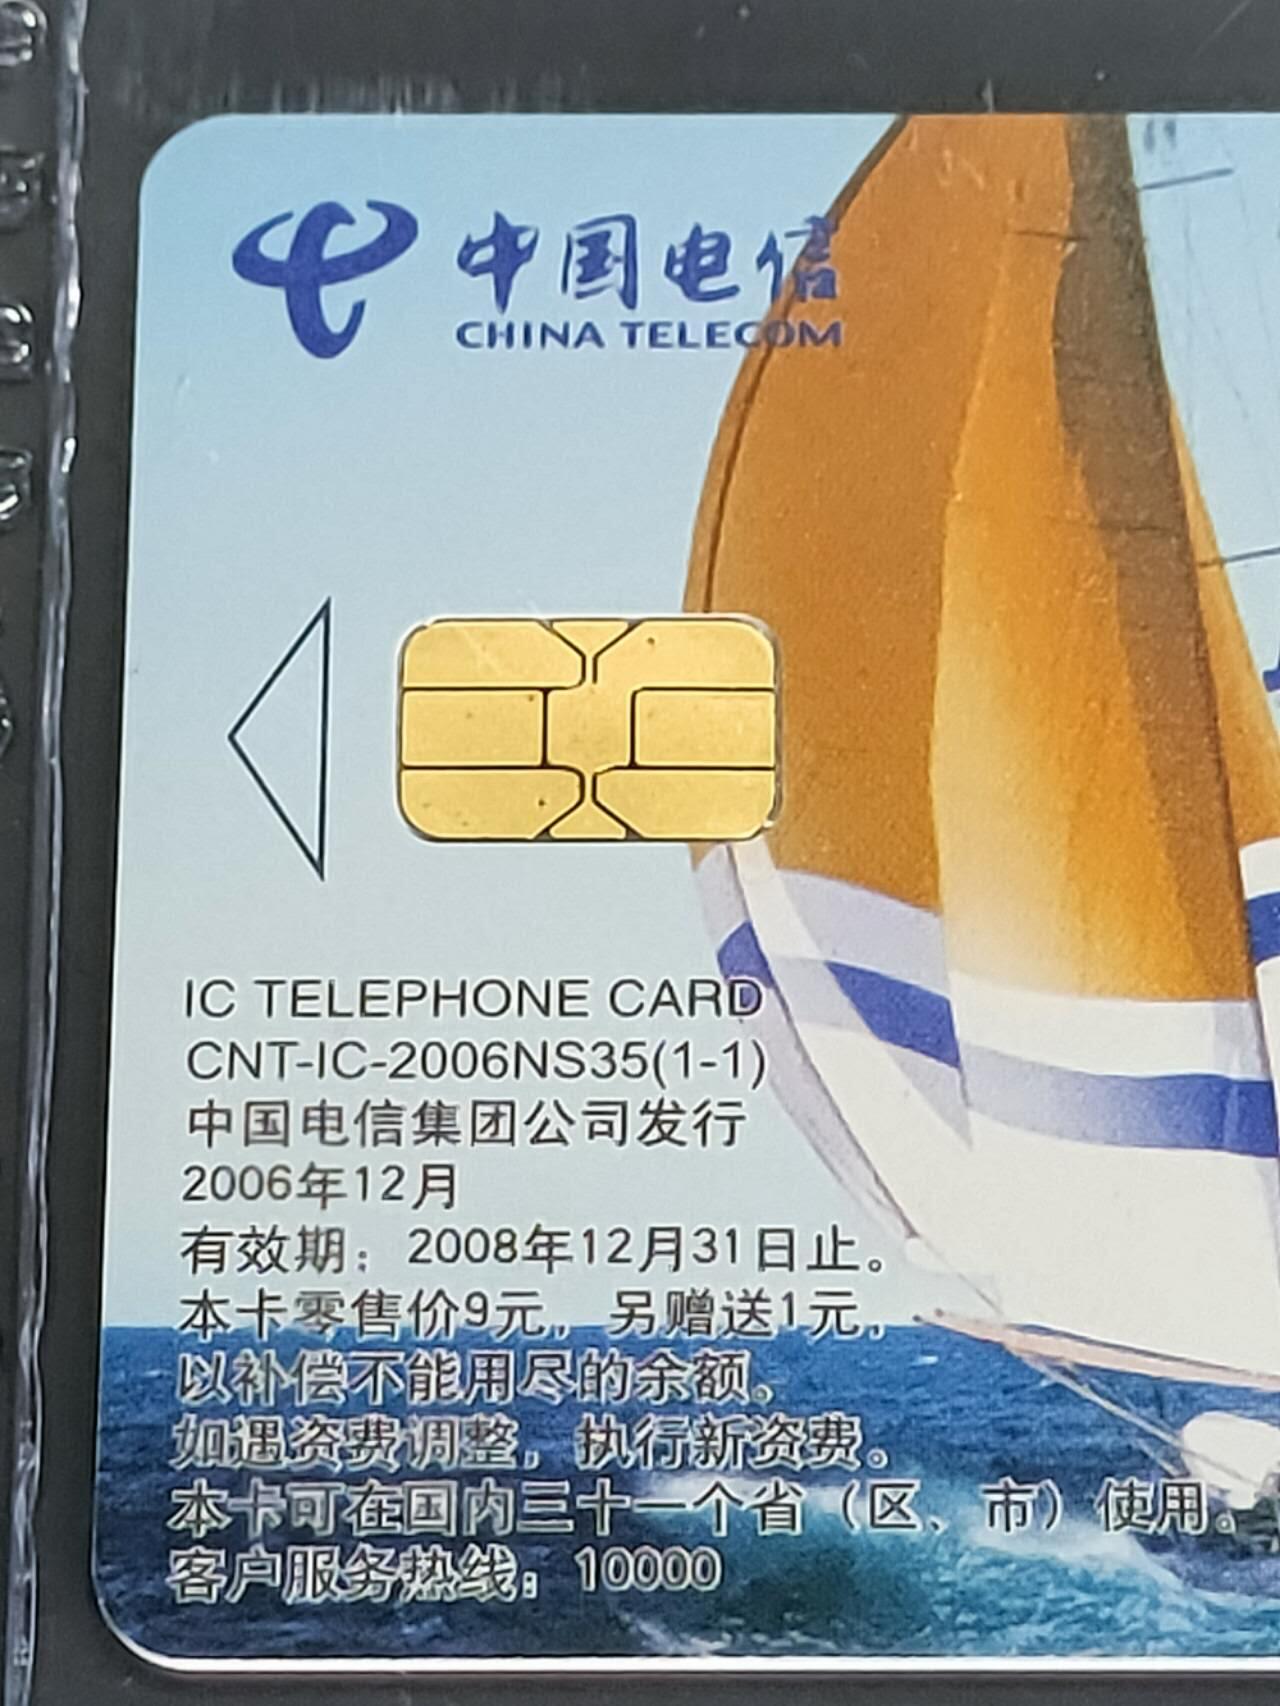 中国电信
CHINA TELECOM
IC TELEPHONE CARD
CNT-IC-2006NS35(1-1)
中国电信集团公司发行
2006年12月
有效期：2008年12月31日止。
本卡零售价9元，另赠送1元，
以补偿不能用尽的余额。
如遇资费调整，执行新资费。
本卡可在国内三十一个省（区、市）使用。
客户服务热线：10000